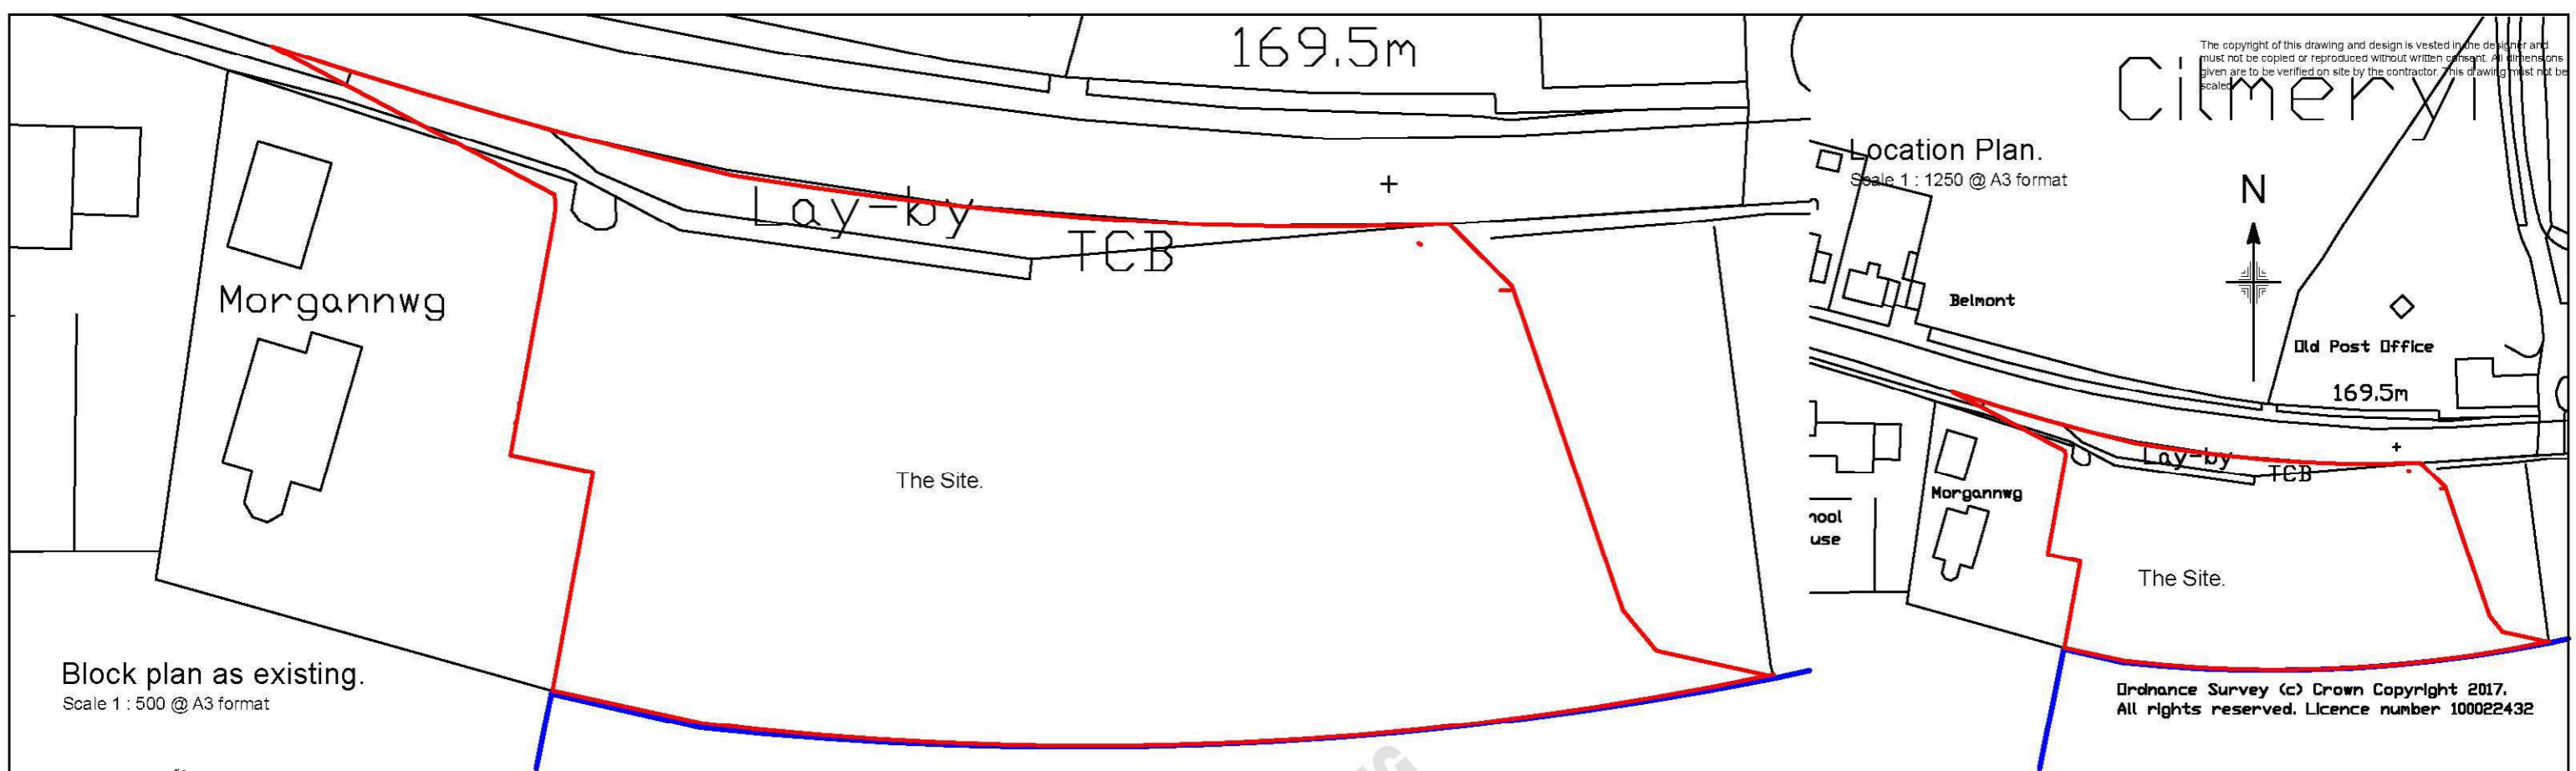 169.5m
Lay-by
TCB
Morgannwg
The Site.
Block plan as existing.
Scale 1 : 500 @ A3 format
The copyright of this drawing and design is vested in the designer and
must not be copied or reproduced without written consent. All dimensions
given are to be verified on site by the contractor. This drawing must not be
scaled.
Cilmery
Location Plan.
Scale 1 : 1250 @ A3 format
N
Belmont
Old Post Office
169.5m
Lay-by
TCB
Morgannwg
hool
use
The Site.
Ordnance Survey (c) Crown Copyright 2017.
All rights reserved. Licence number 100022432